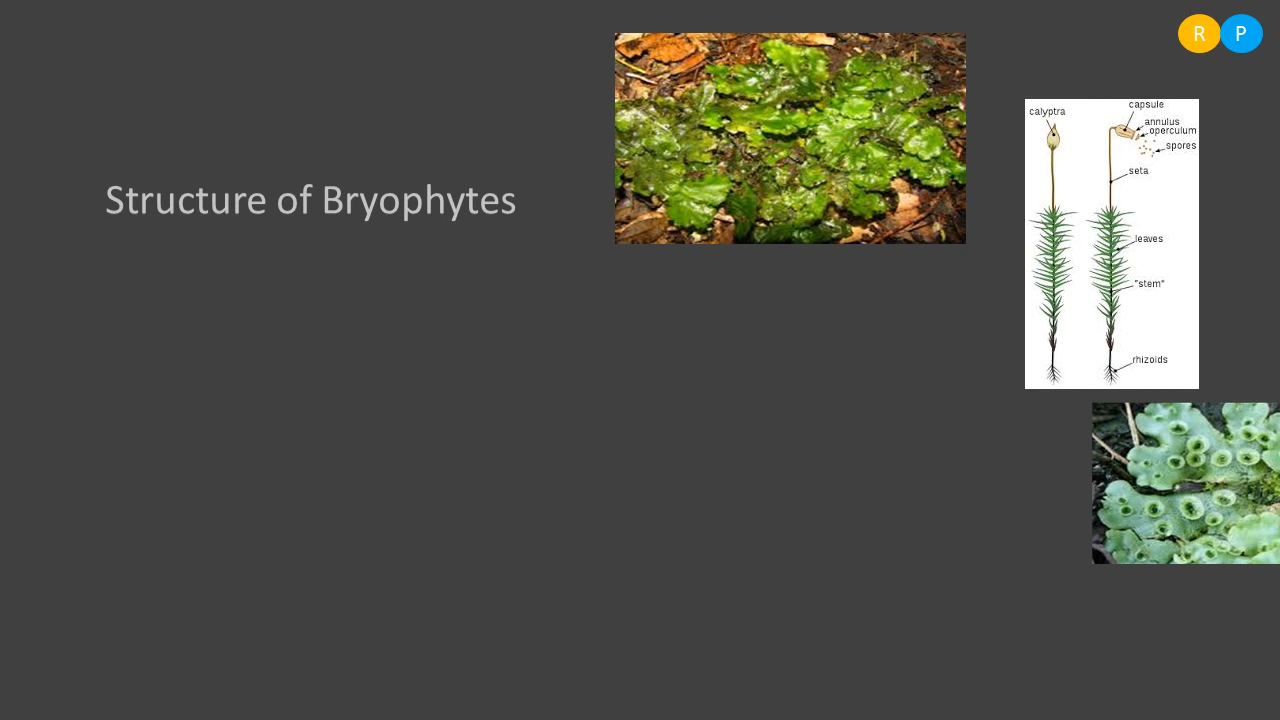 R P
Structure of Bryophytes
calyptra
capsule
annulus
operculum
spores
seta
leaves
"stem"
rhizoids